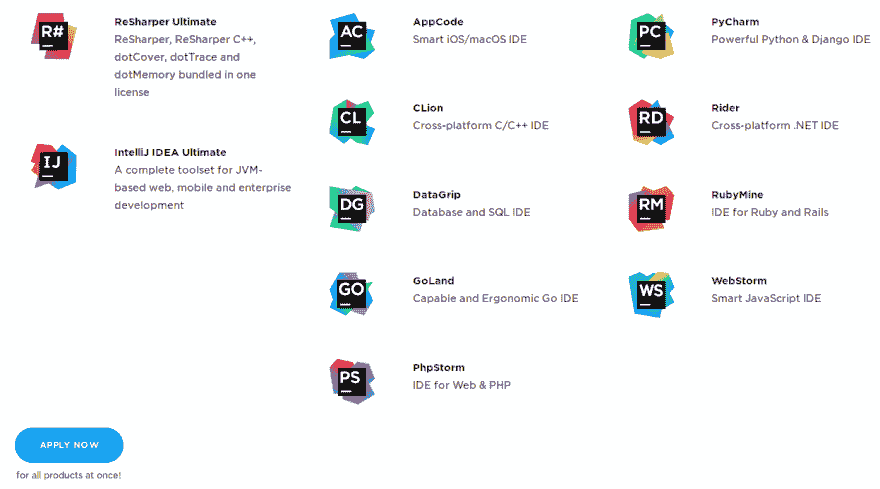 R#
ReSharper Ultimate
ReSharper, ReSharper C++,
dotCover, dotTrace and
dotMemory bundled in one
license
IJ
IntelliJ IDEA Ultimate
A complete toolset for JVM-
based web, mobile and enterprise
development
AC
AppCode
Smart iOS/macOS IDE
CL
CLion
Cross-platform C/C++ IDE
DG
DataGrip
Database and SQL IDE
GO
GoLand
Capable and Ergonomic Go IDE
PS
PhpStorm
IDE for Web & PHP
PC
PyCharm
Powerful Python & Django IDE
RD
Rider
Cross-platform .NET IDE
RM
RubyMine
IDE for Ruby and Rails
WS
WebStorm
Smart JavaScript IDE
APPLY NOW
for all products at once!